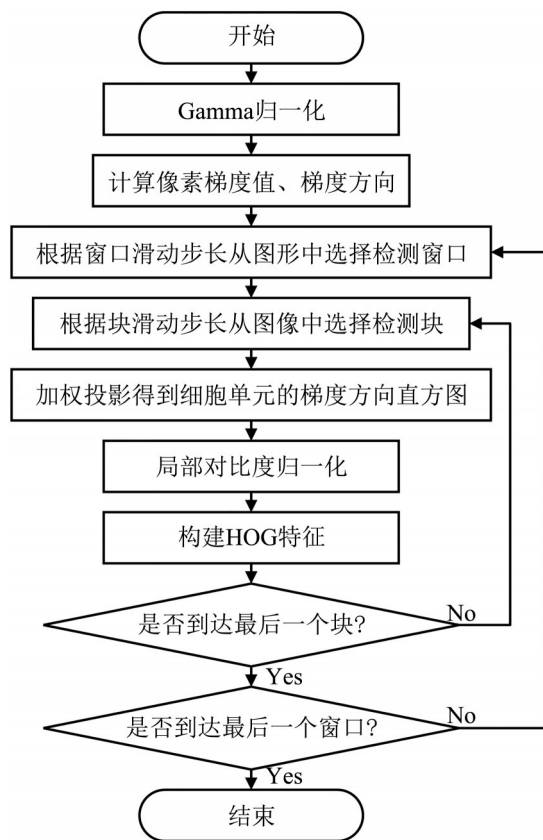 开始
Gamma归一化
计算像素梯度值、梯度方向
根据窗口滑动步长从图形中选择检测窗口
根据块滑动步长从图像中选择检测块
加权投影得到细胞单元的梯度方向直方图
局部对比度归一化
构建HOG特征
是否到达最后一个块?
No
Yes
是否到达最后一个窗口?
No
Yes
结束